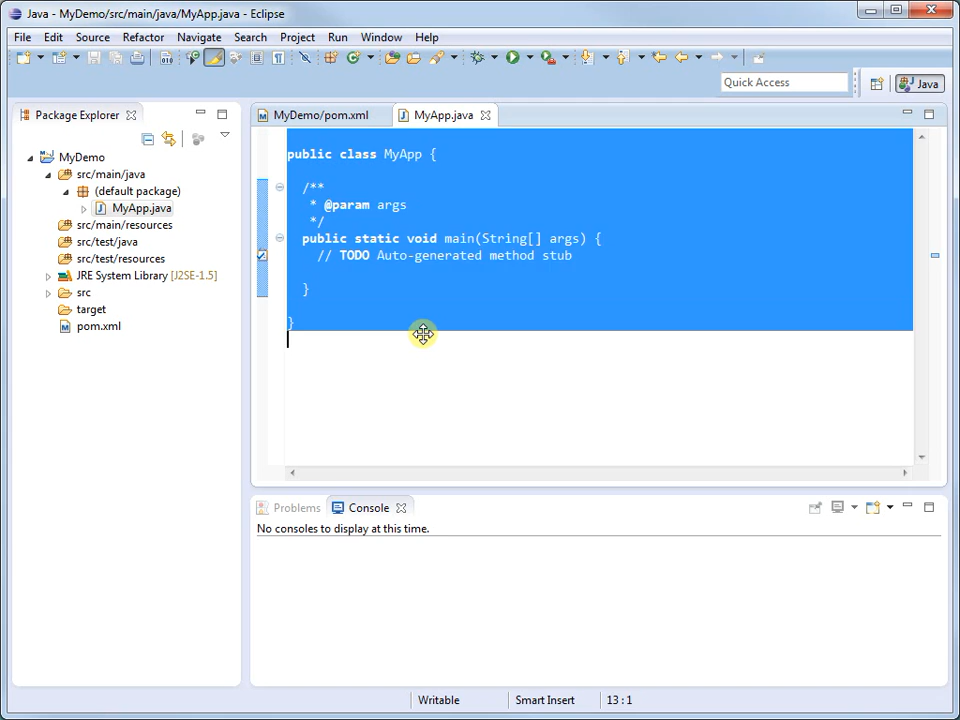 Java - MyDemo/src/main/java/MyApp.java - Eclipse
File Edit Source Refactor Navigate Search Project Run Window Help
Quick Access
Java
Package Explorer
MyDemo
src/main/java
(default package)
MyApp.java
src/main/resources
src/test/java
src/test/resources
JRE System Library [J2SE-1.5]
src
target
pom.xml
MyDemo/pom.xml
MyApp.java
public class MyApp {
/**
* @param args
*/
public static void main(String[] args) {
// TODO Auto-generated method stub
}
}
Problems
Console
No consoles to display at this time.
Writable
Smart Insert
13 : 1